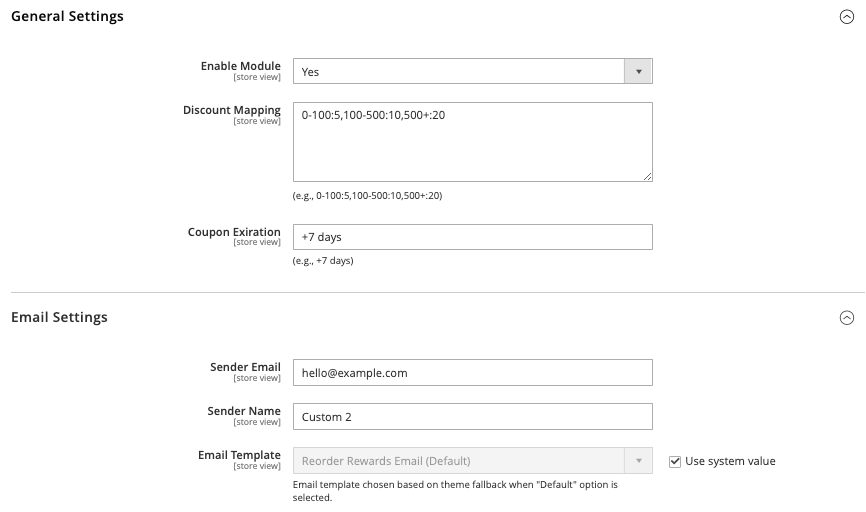 General Settings
Enable Module
[store view]
Yes
Discount Mapping
[store view]
0-100:5,100-500:10,500+:20
(e.g., 0-100:5,100-500:10,500+:20)
Coupon Exiration
[store view]
+7 days
(e.g., +7 days)
Email Settings
Sender Email
[store view]
hello@example.com
Sender Name
[store view]
Custom 2
Email Template
[store view]
Reorder Rewards Email (Default)
Use system value
Email template chosen based on theme fallback when "Default" option is
selected.